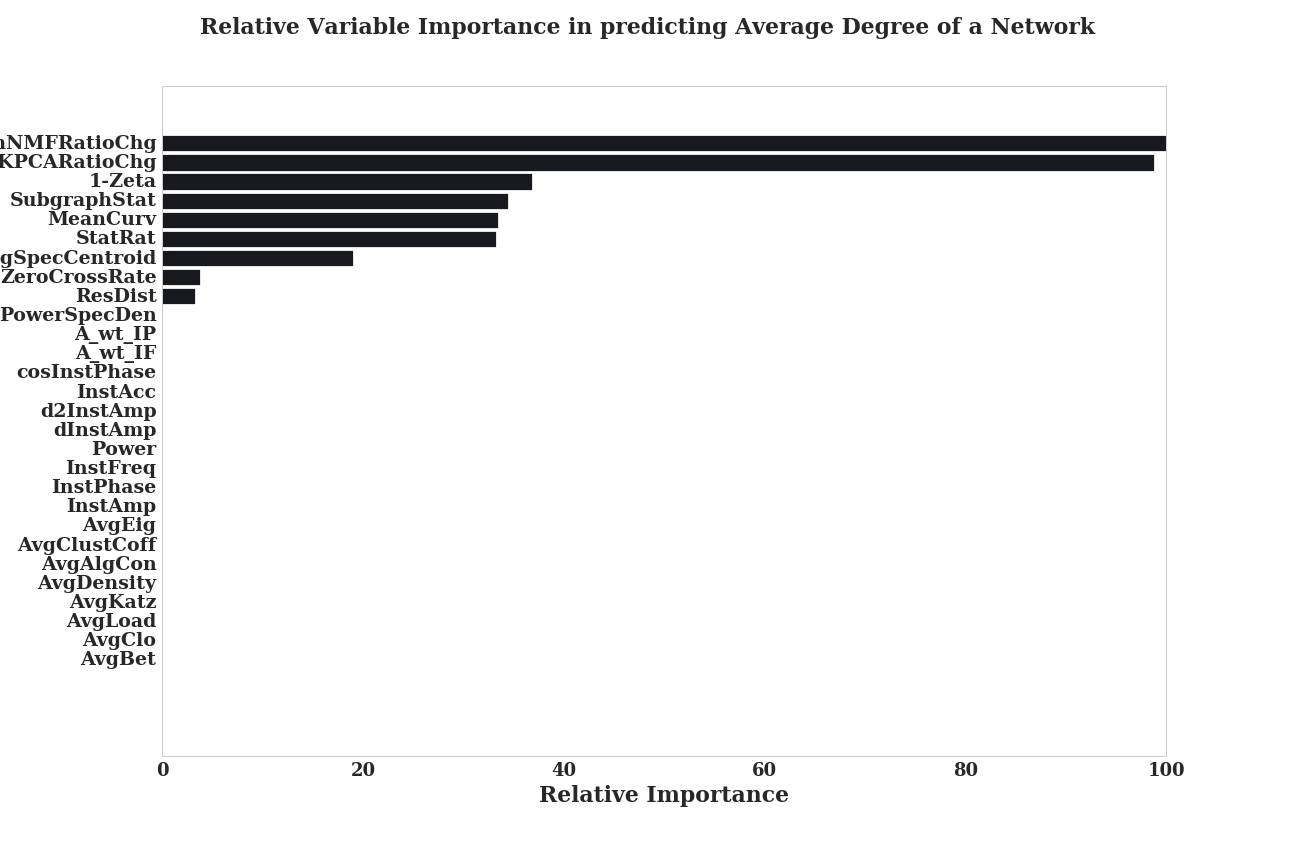 Relative Variable Importance in predicting Average Degree of a Network
nNMFRatioChg
KPCARatioChg
1-Zeta
SubgraphStat
MeanCurv
StatRat
gSpecCentroid
ZeroCrossRate
ResDist
PowerSpecDen
A_wt_IP
A_wt_IF
cosInstPhase
InstAcc
d2InstAmp
dInstAmp
Power
InstFreq
InstPhase
InstAmp
AvgEig
AvgClustCoff
AvgAlgCon
AvgDensity
AvgKatz
AvgLoad
AvgClo
AvgBet
0 20 40 60 80 100
Relative Importance